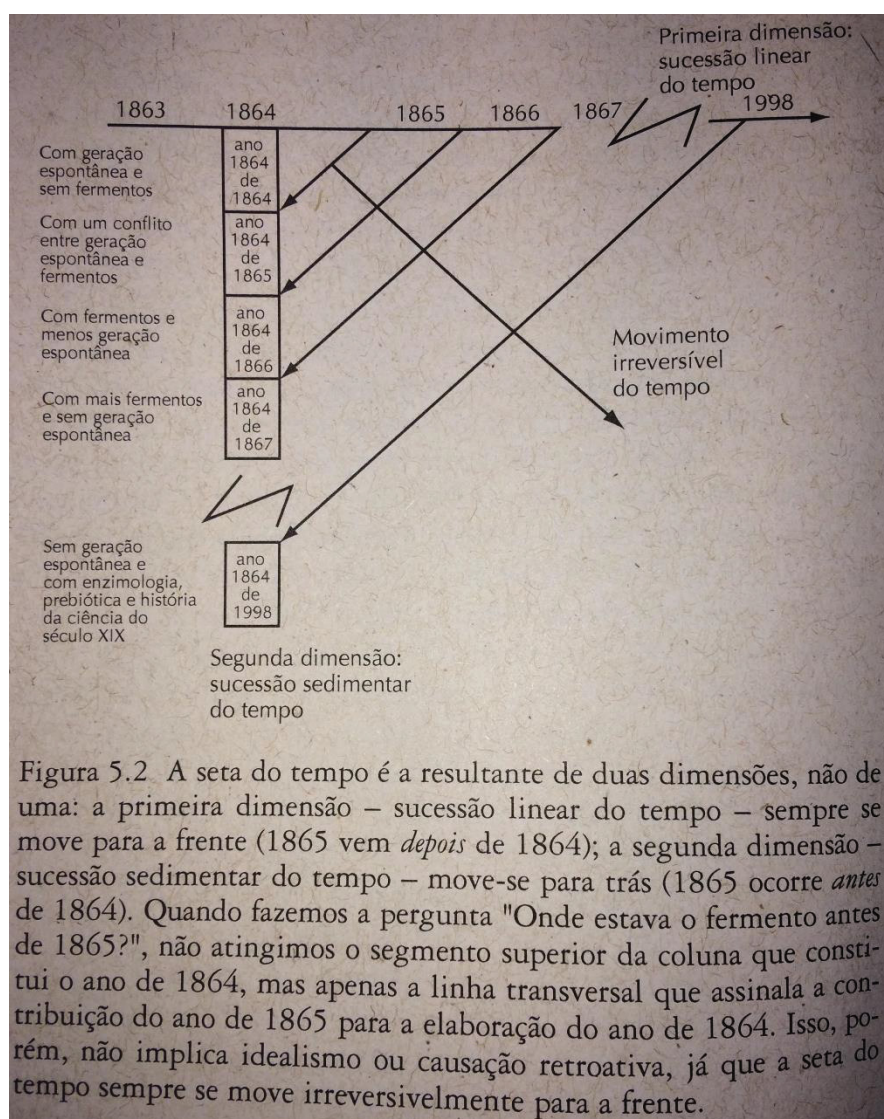 Primeira dimensão:
sucessão linear
do tempo
1863 1864 1865 1866 1867 1998
Com geração
espontânea e
sem fermentos
ano
1864
de
1864
Com um conflito
entre geração
espontânea e
fermentos
ano
1864
de
1865
Com fermentos e
menos geração
espontânea
ano
1864
de
1866
Com mais fermentos
e sem geração
espontânea
ano
1864
de
1867
Movimento
irreversível
do tempo
Sem geração
espontânea e
com enzimologia,
prebiótica e história
da ciência do
século XIX
ano
1864
de
1998
Segunda dimensão:
sucessão sedimentar
do tempo
Figura 5.2 A seta do tempo é a resultante de duas dimensões, não de
uma: a primeira dimensão – sucessão linear do tempo – sempre se
move para a frente (1865 vem depois de 1864); a segunda dimensão –
sucessão sedimentar do tempo – move-se para trás (1865 ocorre antes
de 1864). Quando fazemos a pergunta "Onde estava o fermento antes
de 1865?", não atingimos o segmento superior da coluna que consti-
tui o ano de 1864, mas apenas a linha transversal que assinala a con-
tribuição do ano de 1865 para a elaboração do ano de 1864. Isso, po-
rém, não implica idealismo ou causação retroativa, já que a seta do
tempo sempre se move irreversivelmente para a frente.